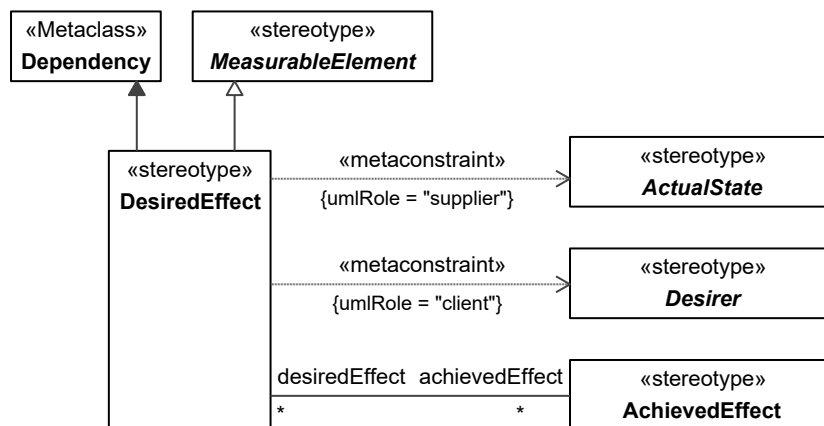 «Metaclass»
Dependency
«stereotype»
MeasurableElement
«stereotype»
DesiredEffect
«metaconstraint»
{umlRole = "supplier"}
«stereotype»
ActualState
«metaconstraint»
{umlRole = "client"}
«stereotype»
Desirer
desiredEffect achievedEffect
* *
«stereotype»
AchievedEffect